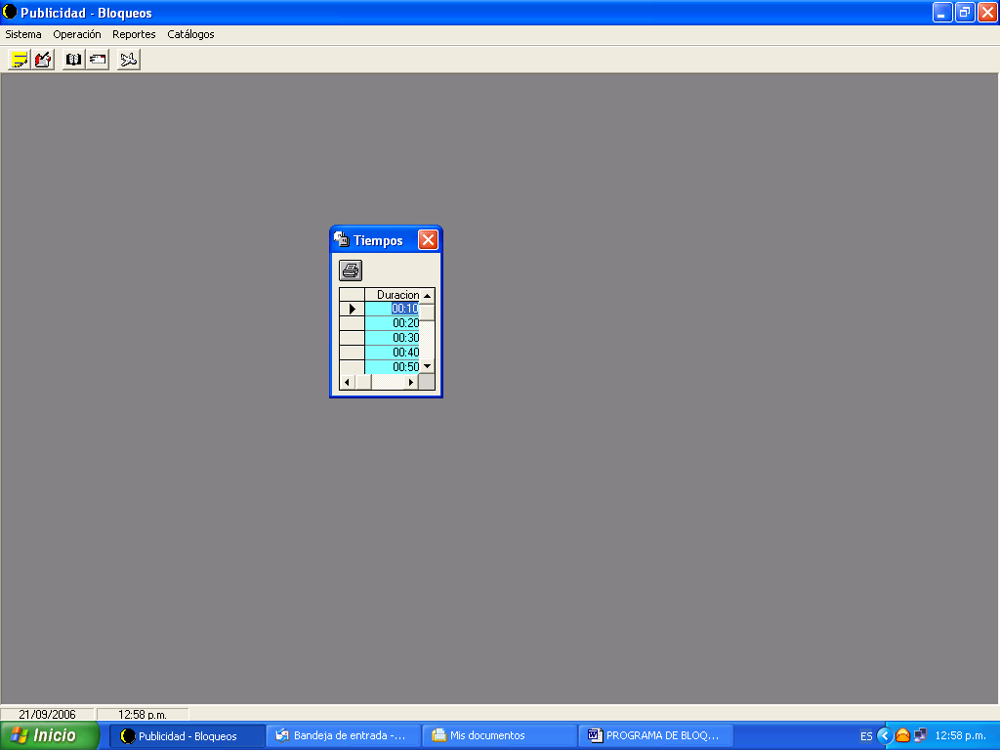 Publicidad - Bloqueos
Sistema Operación Reportes Catálogos
Tiempos
Duracion
00:10
00:20
00:30
00:40
00:50
21/09/2006 12:58 p.m.
Inicio Publicidad - Bloqueos Bandeja de entrada -... Mis documentos PROGRAMA DE BLOQ... ES 12:58 p.m.